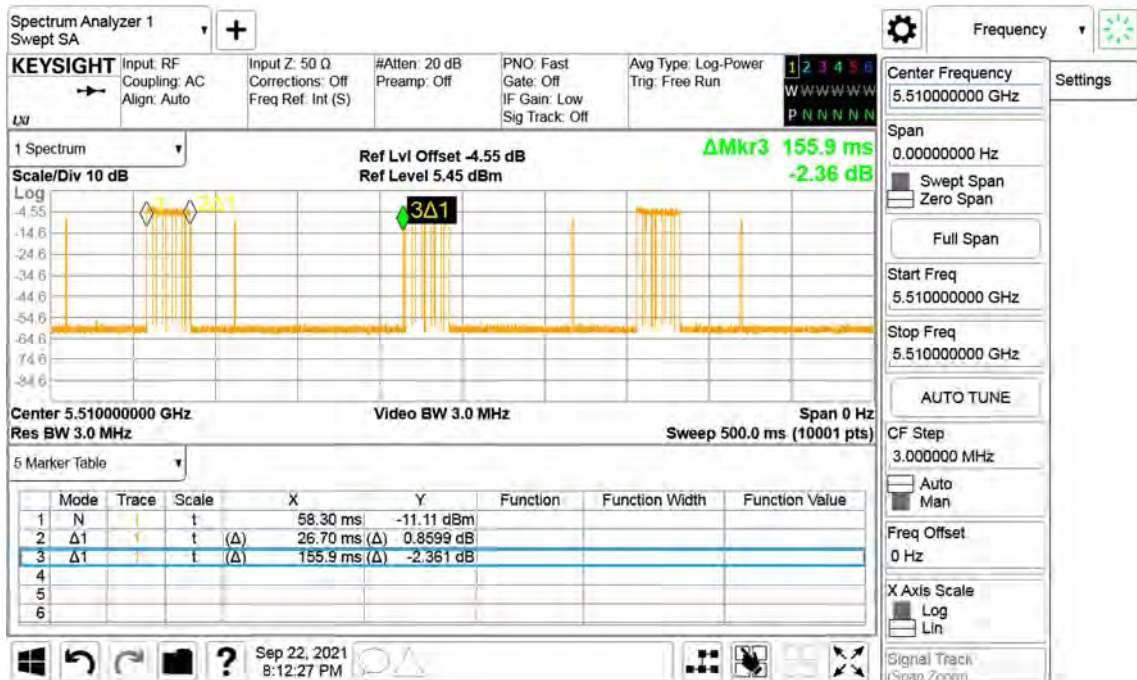 Spectrum Analyzer 1
Swept SA
+
Frequency
KEYSIGHT
Input: RF
Coupling: AC
Align: Auto
Input Z: 50 Ω
Corrections: Off
Freq Ref: Int (S)
#Atten: 20 dB
Preamp: Off
PNO: Fast
Gate: Off
IF Gain: Low
Sig Track: Off
Avg Type: Log-Power
Trig: Free Run
1 2 3 4 5 6
W W W W W W
P N N N N N
LXI
Center Frequency
5.510000000 GHz
Settings
Span
0.00000000 Hz
Swept Span
Zero Span
Full Span
Start Freq
5.510000000 GHz
Stop Freq
5.510000000 GHz
AUTO TUNE
CF Step
3.000000 MHz
Auto
Man
Freq Offset
0 Hz
X Axis Scale
Log
Lin
Signal Track
(Span Zoom)
1 Spectrum
Scale/Div 10 dB
Ref Lvl Offset -4.55 dB
Ref Level 5.45 dBm
ΔMkr3 155.9 ms
-2.36 dB
Log
-4.55
-14.6
-24.6
-34.6
-44.6
-54.6
-64.6
-74.6
-84.6
1
2Δ1
3Δ1
Center 5.510000000 GHz
Video BW 3.0 MHz
Span 0 Hz
Res BW 3.0 MHz
Sweep 500.0 ms (10001 pts)
5 Marker Table
Mode Trace Scale X Y Function Function Width Function Value
1 N 1 t 58.30 ms -11.11 dBm
2 Δ1 1 t (Δ) 26.70 ms (Δ) 0.8599 dB
3 Δ1 1 t (Δ) 155.9 ms (Δ) -2.361 dB
4
5
6
?
Sep 22, 2021
8:12:27 PM